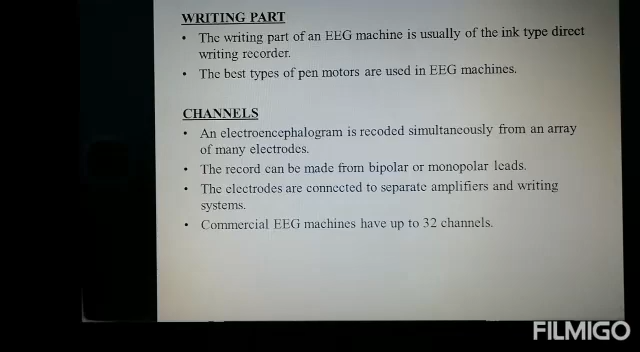 WRITING PART
• The writing part of an EEG machine is usually of the ink type direct
writing recorder.
• The best types of pen motors are used in EEG machines.
CHANNELS
• An electroencephalogram is recoded simultaneously from an array
of many electrodes.
• The record can be made from bipolar or monopolar leads.
• The electrodes are connected to separate amplifiers and writing
systems.
• Commercial EEG machines have up to 32 channels.
FILMIGO